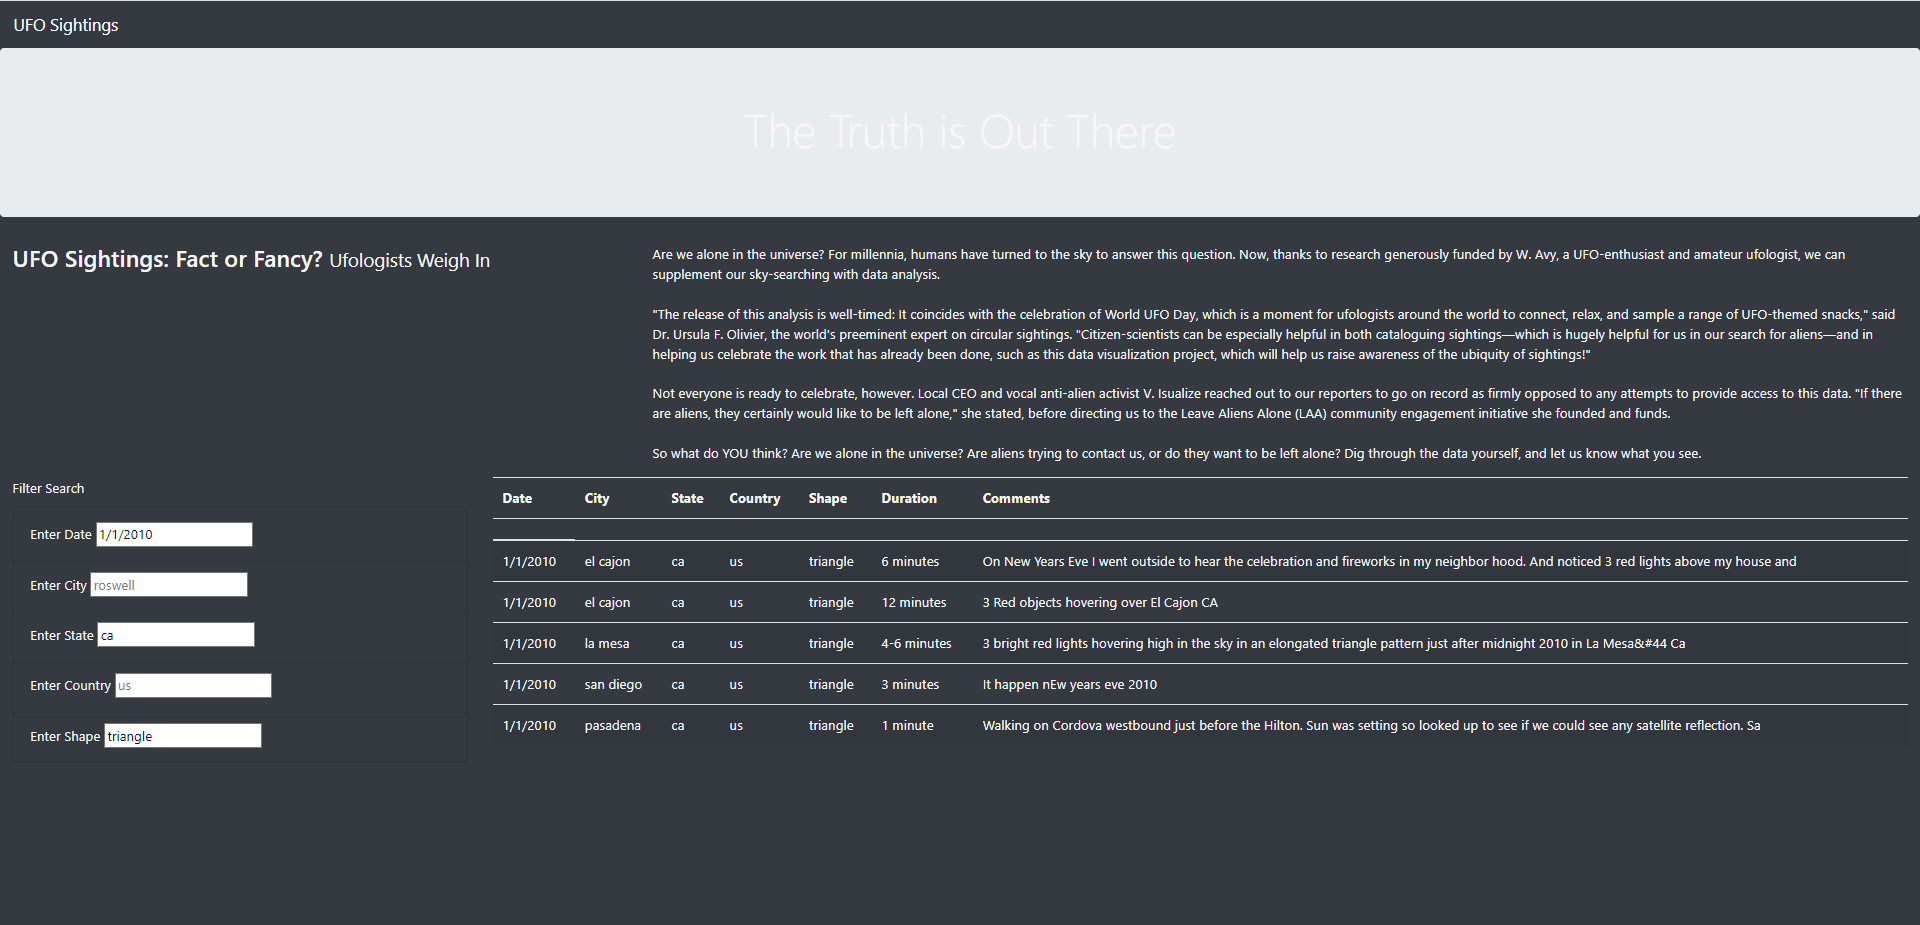 UFO Sightings
The Truth is Out There
UFO Sightings: Fact or Fancy? Ufologists Weigh In
Are we alone in the universe? For millennia, humans have turned to the sky to answer this question. Now, thanks to research generously funded by W. Avy, a UFO-enthusiast and amateur ufologist, we can
supplement our sky-searching with data analysis.
"The release of this analysis is well-timed: It coincides with the celebration of World UFO Day, which is a moment for ufologists around the world to connect, relax, and sample a range of UFO-themed snacks," said
Dr. Ursula F. Olivier, the world's preeminent expert on circular sightings. "Citizen-scientists can be especially helpful in both cataloguing sightings—which is hugely helpful for us in our search for aliens—and in
helping us celebrate the work that has already been done, such as this data visualization project, which will help us raise awareness of the ubiquity of sightings!"
Not everyone is ready to celebrate, however. Local CEO and vocal anti-alien activist V. Isualize reached out to our reporters to go on record as firmly opposed to any attempts to provide access to this data. "If there
are aliens, they certainly would like to be left alone," she stated, before directing us to the Leave Aliens Alone (LAA) community engagement initiative she founded and funds.
So what do YOU think? Are we alone in the universe? Are aliens trying to contact us, or do they want to be left alone? Dig through the data yourself, and let us know what you see.
Filter Search
Enter Date 1/1/2010
Enter City roswell
Enter State ca
Enter Country us
Enter Shape triangle
Date City State Country Shape Duration Comments
1/1/2010 el cajon ca us triangle 6 minutes On New Years Eve I went outside to hear the celebration and fireworks in my neighbor hood. And noticed 3 red lights above my house and
1/1/2010 el cajon ca us triangle 12 minutes 3 Red objects hovering over El Cajon CA
1/1/2010 la mesa ca us triangle 4-6 minutes 3 bright red lights hovering high in the sky in an elongated triangle pattern just after midnight 2010 in La Mesa&#44 Ca
1/1/2010 san diego ca us triangle 3 minutes It happen nEw years eve 2010
1/1/2010 pasadena ca us triangle 1 minute Walking on Cordova westbound just before the Hilton. Sun was setting so looked up to see if we could see any satellite reflection. Sa